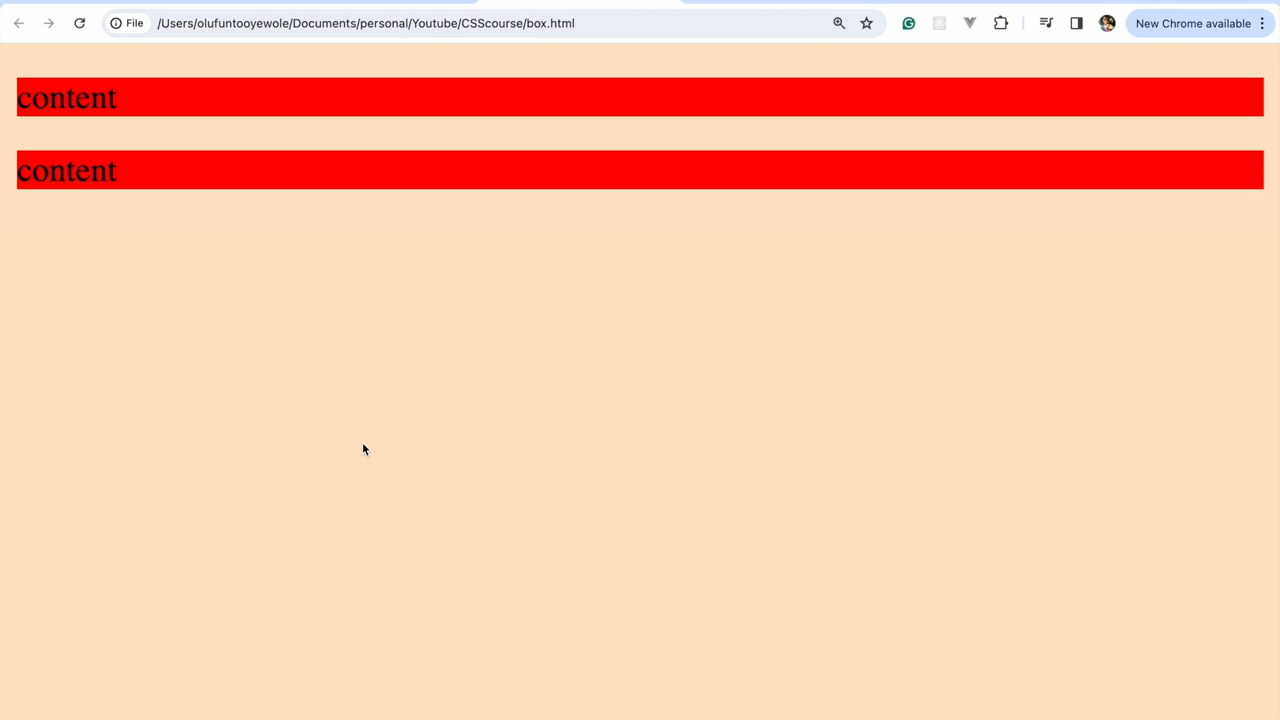 File
/Users/olufuntooyewole/Documents/personal/Youtube/CSScourse/box.html
New Chrome available
content
content